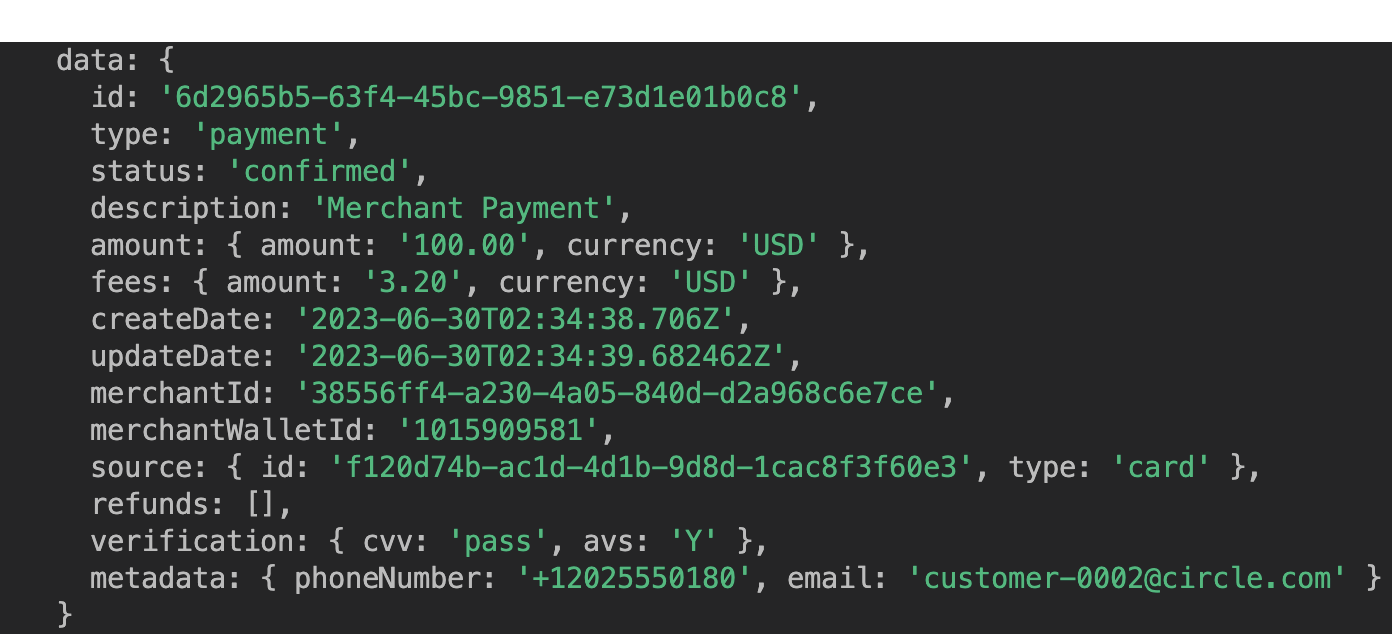 data: {
id: '6d2965b5-63f4-45bc-9851-e73d1e01b0c8',
type: 'payment',
status: 'confirmed',
description: 'Merchant Payment',
amount: { amount: '100.00', currency: 'USD' },
fees: { amount: '3.20', currency: 'USD' },
createDate: '2023-06-30T02:34:38.706Z',
updateDate: '2023-06-30T02:34:39.682462Z',
merchantId: '38556ff4-a230-4a05-840d-d2a968c6e7ce',
merchantWalletId: '1015909581',
source: { id: 'f120d74b-ac1d-4d1b-9d8d-1cac8f3f60e3', type: 'card' },
refunds: [],
verification: { cvv: 'pass', avs: 'Y' },
metadata: { phoneNumber: '+12025550180', email: 'customer-0002@circle.com' }
}